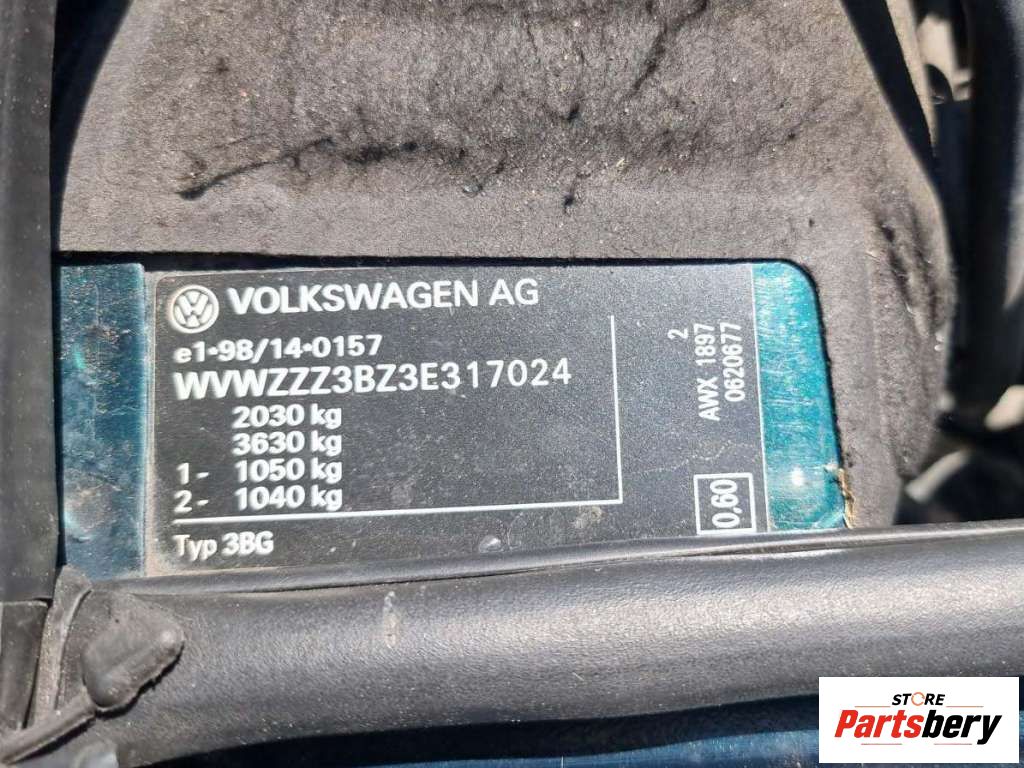 VOLKSWAGEN AG
e1*98/14*0157
WVWZZZ3BZ3E317024
2030 kg
3630 kg
1- 1050 kg
2- 1040 kg
Typ 3BG
2
AWX 1897
0620677
0,60
STORE
Partsbery